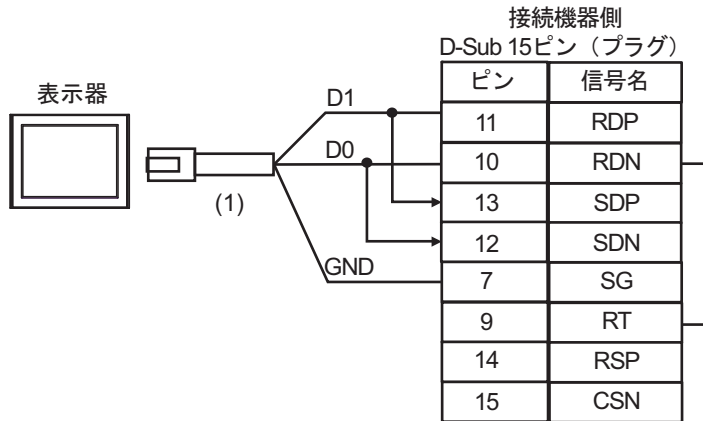 接続機器側
D-Sub 15ピン（プラグ）
表示器
(1)
D1
D0
GND
ピン 信号名
11 RDP
10 RDN
13 SDP
12 SDN
7 SG
9 RT
14 RSP
15 CSN